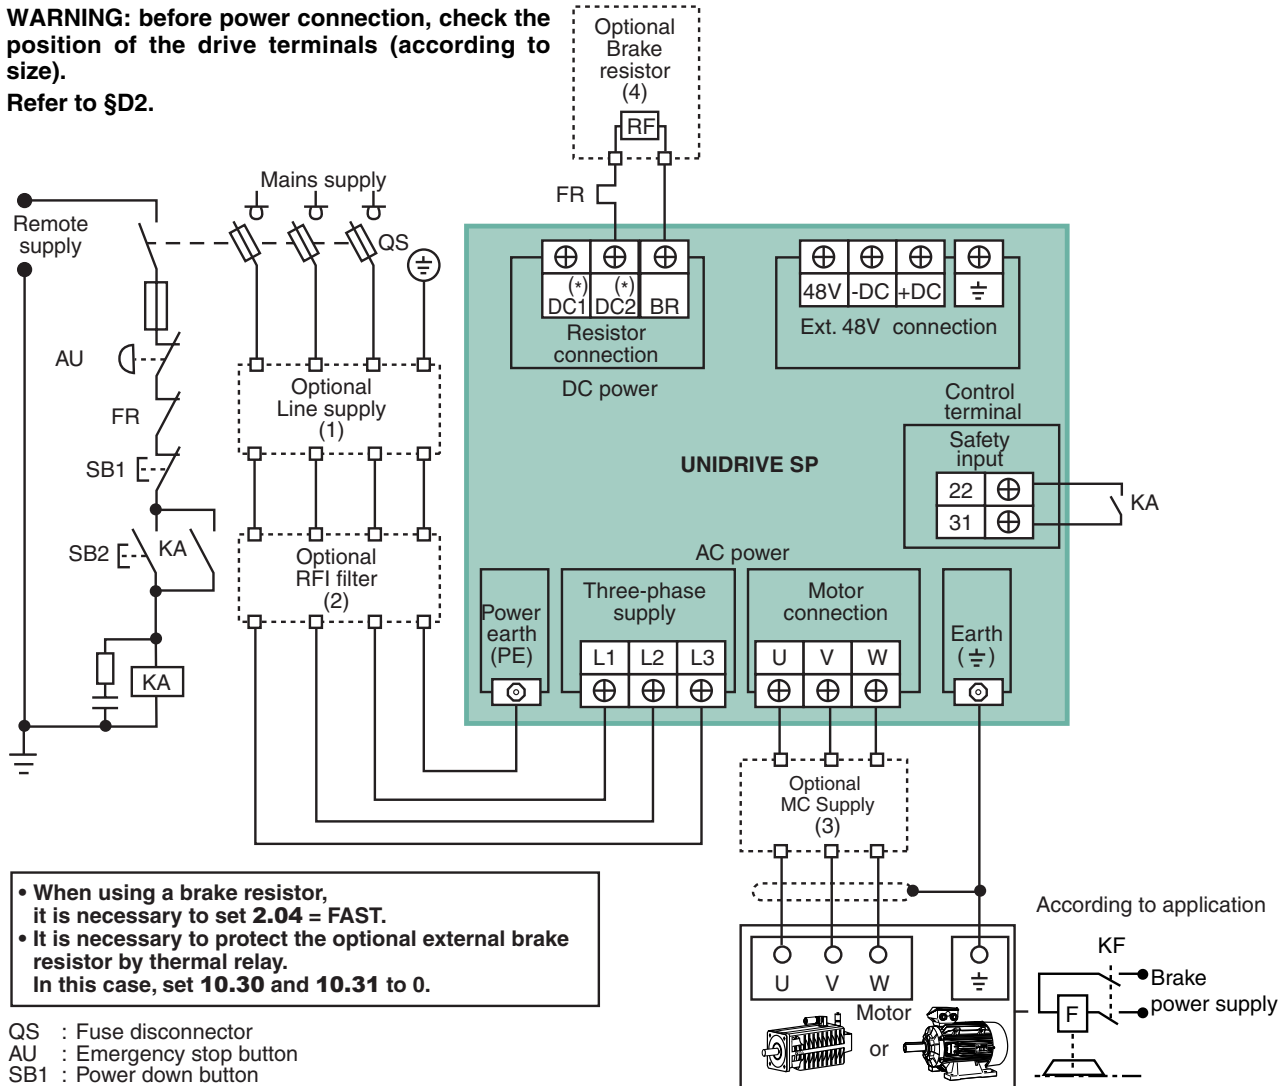 WARNING: before power connection, check the
position of the drive terminals (according to
size).
Refer to §D2.
Optional
Brake
resistor
(4)
RF
FR
Mains supply
Remote
supply
QS
AU
FR
SB1
SB2
KA
KA
Optional
Line supply
(1)
Optional
RFI filter
(2)
(*) (*)
DC1 DC2 BR
Resistor
connection
DC power
48V -DC +DC
Ext. 48V connection
Control
terminal
Safety
input
22
31
KA
UNIDRIVE SP
AC power
Power
earth
(PE)
Three-phase
supply
L1 L2 L3
Motor
connection
U V W
Earth
(⏚)
Optional
MC Supply
(3)
• When using a brake resistor,
it is necessary to set 2.04 = FAST.
• It is necessary to protect the optional external brake
resistor by thermal relay.
In this case, set 10.30 and 10.31 to 0.
U V W
Motor
or
According to application
KF
Brake
power supply
F
QS : Fuse disconnector
AU : Emergency stop button
SB1 : Power down button